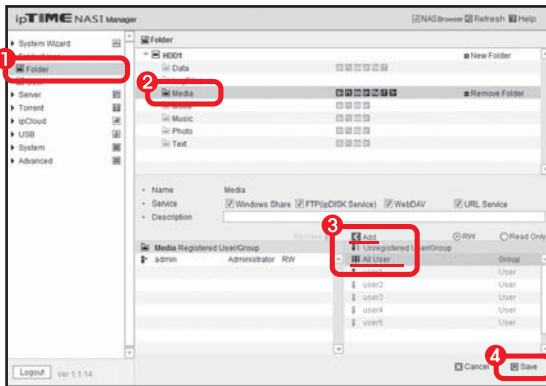 ipTIME NASI Manager
NASBrowser Refresh Help
System Wizard
1
Folder
Server
Torrent
ipCloud
USB
System
Advanced
Logout Ver 1.1.14
Folder
HDD1 New Folder
Data
2
Media Remove Folder
Music
Photo
Text
Name Media
Service Windows Share FTP(ipDISK Service) WebDAV URL Service
Description
3
Add RW Read Only
Media Registered User/Group Unregistered User/Group
admin Administrator RW
All User Group
user1 User
user2 User
user3 User
user4 User
user5 User
4
Cancel Save